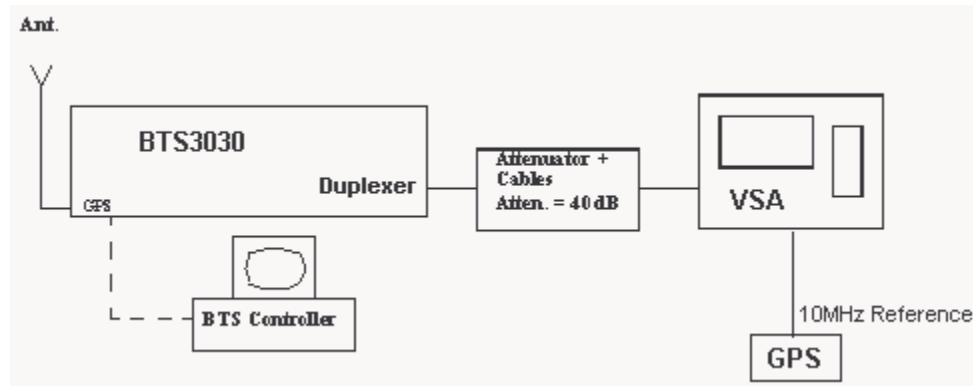 Ant.
BTS3030
Duplexer
GPS
Attenuator +
Cables
Atten. = 40 dB
VSA
BTS Controller
10MHz Reference
GPS